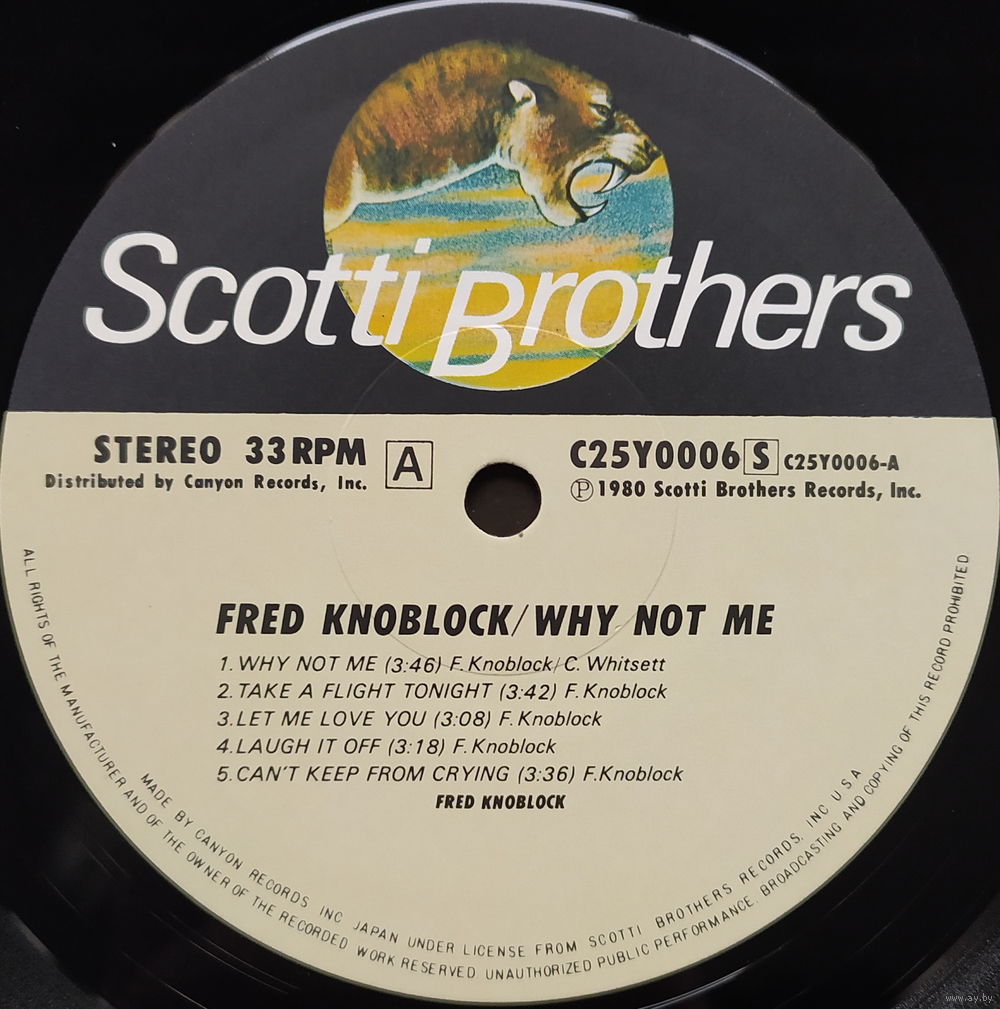 Scotti Brothers
STEREO 33RPM
Distributed by Canyon Records, Inc.
A
C25Y0006 S C25Y0006-A
Ⓟ1980 Scotti Brothers Records, Inc.
FRED KNOBLOCK/WHY NOT ME
1. WHY NOT ME (3:46) F. Knoblock/C. Whitsett
2. TAKE A FLIGHT TONIGHT (3:42) F. Knoblock
3. LET ME LOVE YOU (3:08) F. Knoblock
4. LAUGH IT OFF (3:18) F. Knoblock
5. CAN'T KEEP FROM CRYING (3:36) F. Knoblock
FRED KNOBLOCK
MADE BY CANYON RECORDS INC JAPAN UNDER LICENSE FROM SCOTTI BROTHERS RECORDS, INC U.S.A
ALL RIGHTS OF THE MANUFACTURER AND OF THE OWNER OF THE RECORDED WORK RESERVED UNAUTHORIZED PUBLIC PERFORMANCE. BROADCASTING AND COPYING OF THIS RECORD PROHIBITED
www.ay.by